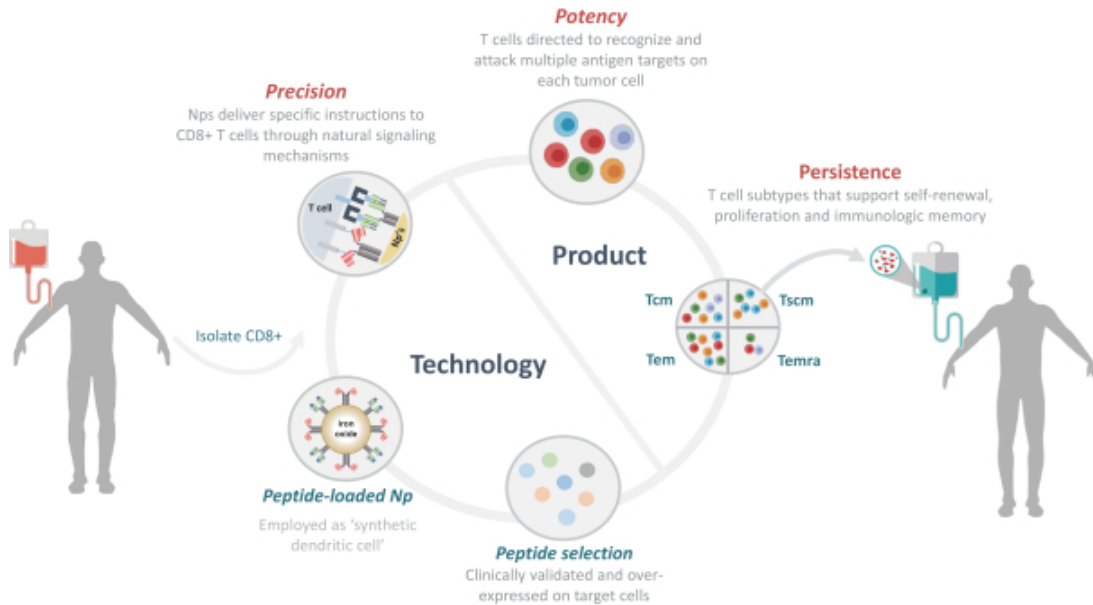 Potency
T cells directed to recognize and
attack multiple antigen targets on
each tumor cell
Precision
Nps deliver specific instructions to
CD8+ T cells through natural signaling
mechanisms
T cell
Np's
Persistence
T cell subtypes that support self-renewal,
proliferation and immunologic memory
Product
Tcm
Tscm
Tem
Temra
Isolate CD8+
Technology
iron
oxide
Peptide-loaded Np
Employed as ‘synthetic
dendritic cell’
Peptide selection
Clinically validated and over-
expressed on target cells